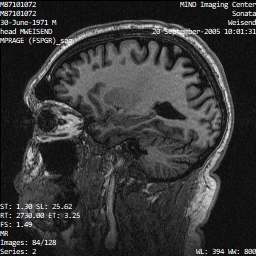 M87101072
M87101072
30-June-1971 M
head MWEISEND
MPRAGE (FSPGR)_sag
MIND Imaging Center
Sonata
Weisend
20 September-2005 10:01:31
ST: 1.30 SL: 25.62
RT: 2730.00 ET: 3.25
FS: 1.49
MR
Images: 84/128
Series: 2
WL: 394 WW: 800